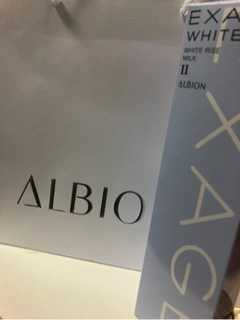 EXA
WHITE
WHITE RISE
MILK
II
ALBION
EXAGE
ALBIO